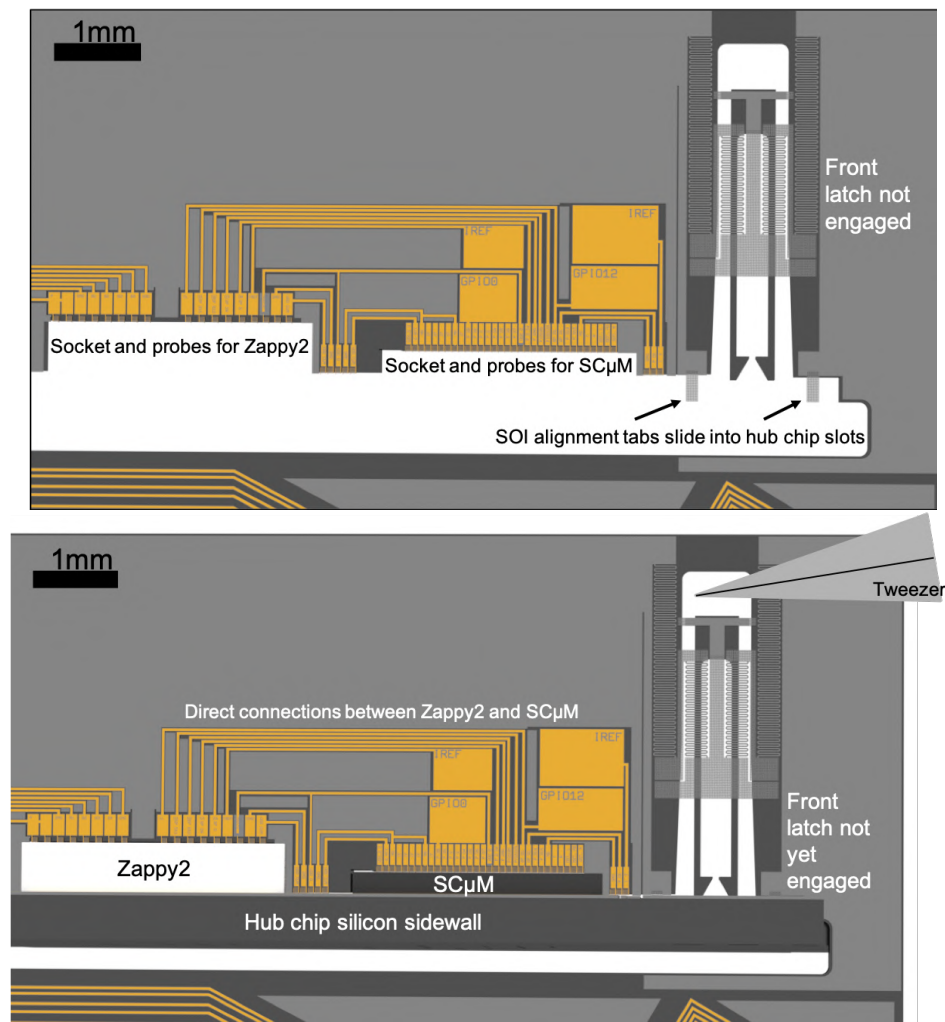 1mm
Front
latch not
engaged
IREF
IREF
GPIO8
GPIO12
Socket and probes for Zappy2
Socket and probes for SCµM
SOI alignment tabs slide into hub chip slots
1mm
Tweezer
Direct connections between Zappy2 and SCµM
IREF
IREF
GPIO8
GPIO12
Front
latch not
yet
engaged
Zappy2
SCµM
Hub chip silicon sidewall